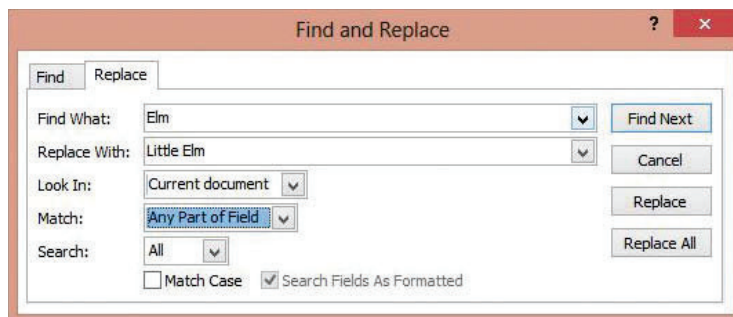 Find and Replace ?
Find Replace
Find What: Elm Find Next
Replace With: Little Elm Cancel
Look In: Current document
Match: Any Part of Field Replace
Search: All Replace All
Match Case Search Fields As Formatted